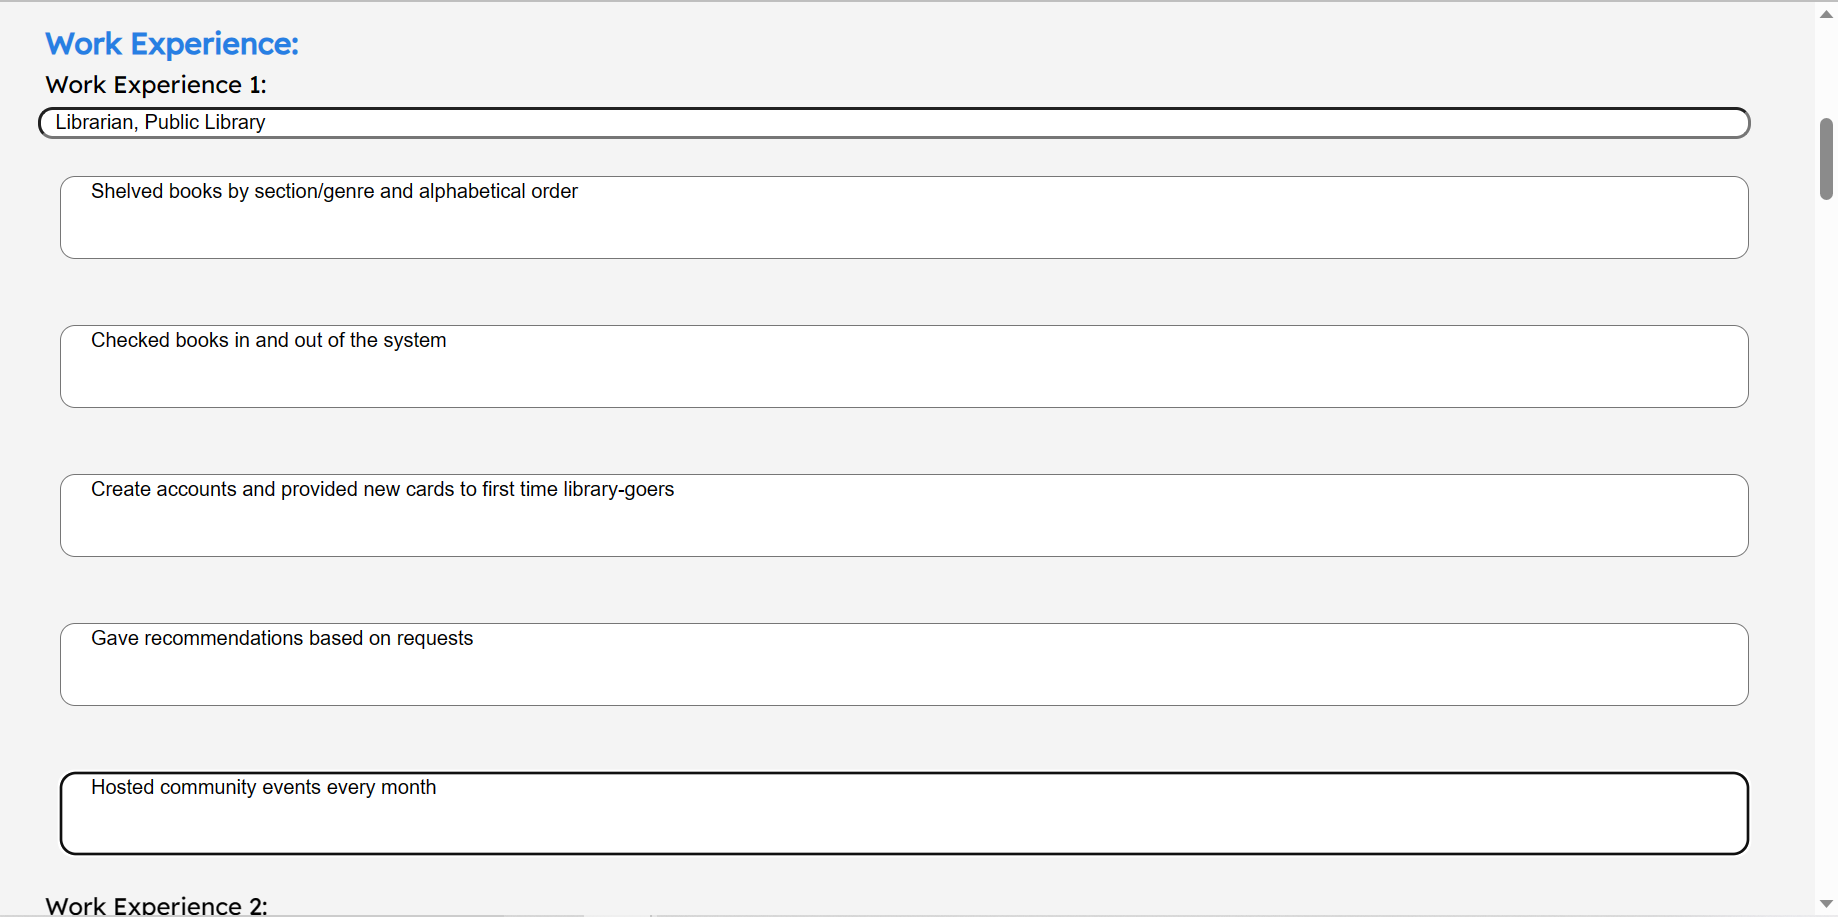 Work Experience:
Work Experience 1:
Librarian, Public Library
Shelved books by section/genre and alphabetical order
Checked books in and out of the system
Create accounts and provided new cards to first time library-goers
Gave recommendations based on requests
Hosted community events every month
Work Experience 2: